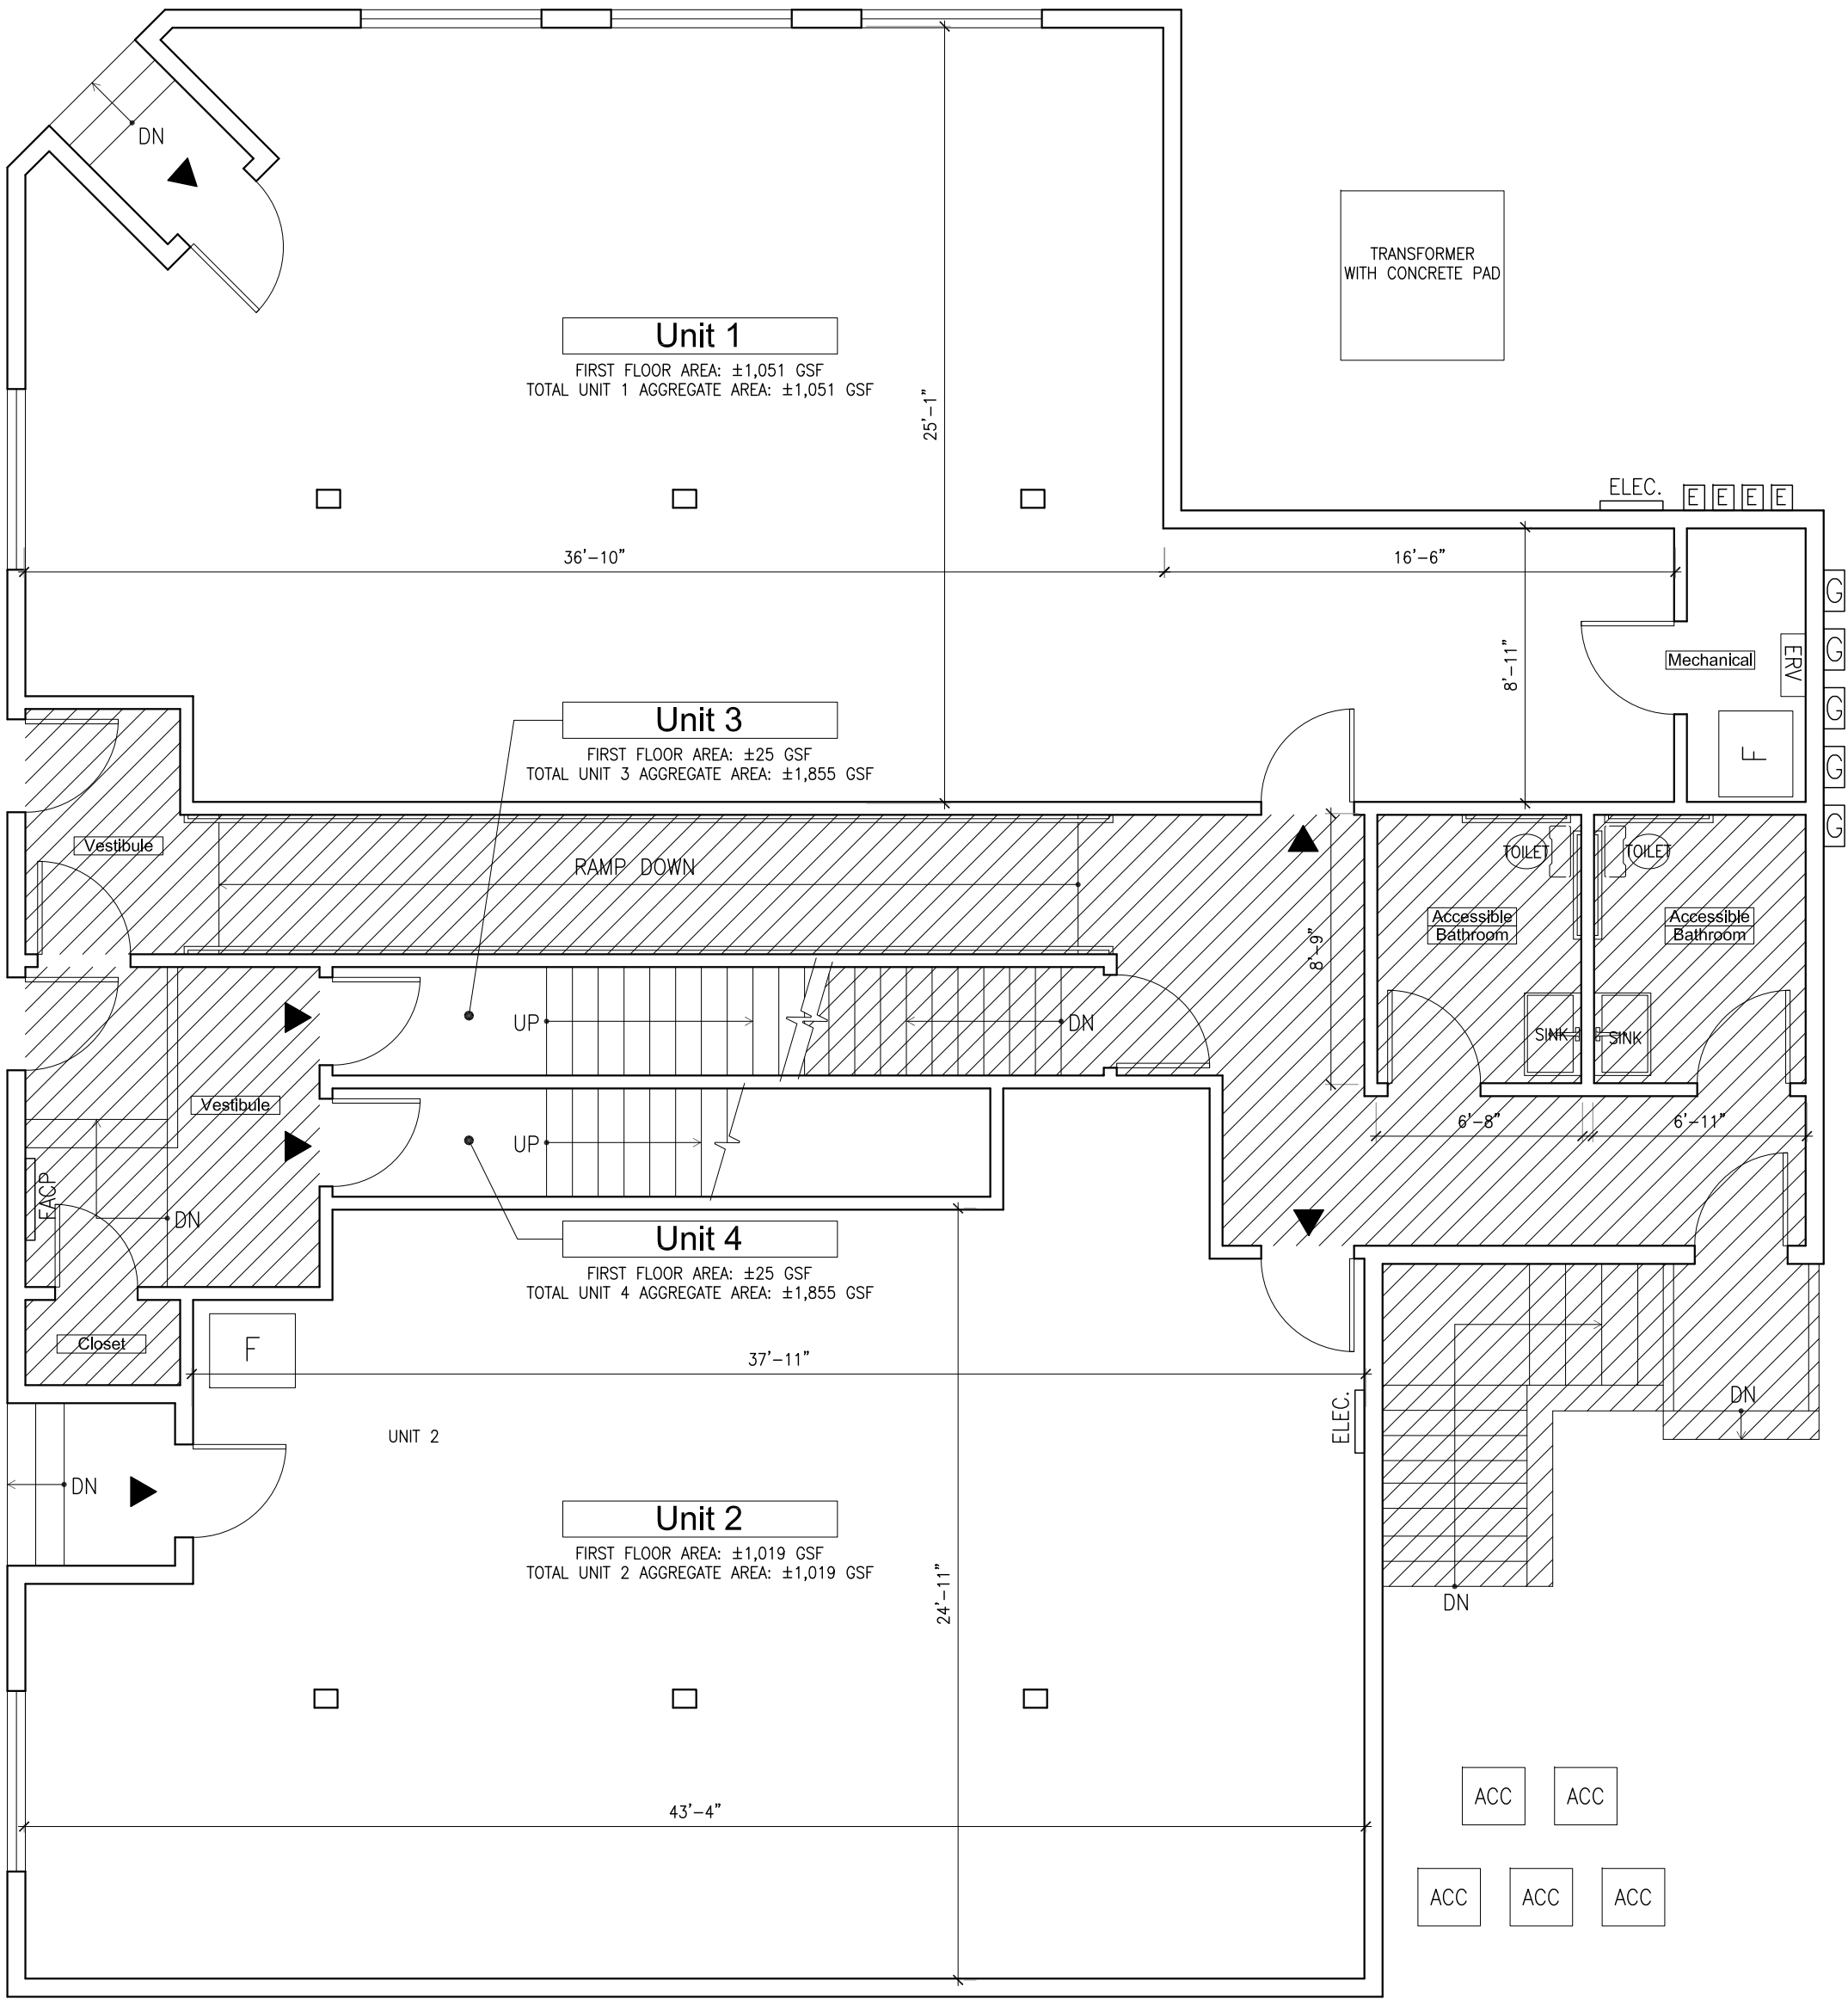 DN
TRANSFORMER
WITH CONCRETE PAD
Unit 1
FIRST FLOOR AREA: ±1,051 GSF
TOTAL UNIT 1 AGGREGATE AREA: ±1,051 GSF
25'-1"
ELEC.
E E E E
36'-10"
16'-6"
G
G
G
G
G
8'-11"
Mechanical
ERV
F
Unit 3
FIRST FLOOR AREA: ±25 GSF
TOTAL UNIT 3 AGGREGATE AREA: ±1,855 GSF
Vestibule
RAMP DOWN
TOILET
TOILET
Accessible
Bathroom
Accessible
Bathroom
8'-9"
UP
DN
SINK
SINK
Vestibule
UP
6'-8"
6'-11"
FACP
DN
Unit 4
FIRST FLOOR AREA: ±25 GSF
TOTAL UNIT 4 AGGREGATE AREA: ±1,855 GSF
Closet
F
37'-11"
ELEC.
DN
UNIT 2
DN
Unit 2
FIRST FLOOR AREA: ±1,019 GSF
TOTAL UNIT 2 AGGREGATE AREA: ±1,019 GSF
24'-11"
DN
43'-4"
ACC ACC
ACC ACC ACC